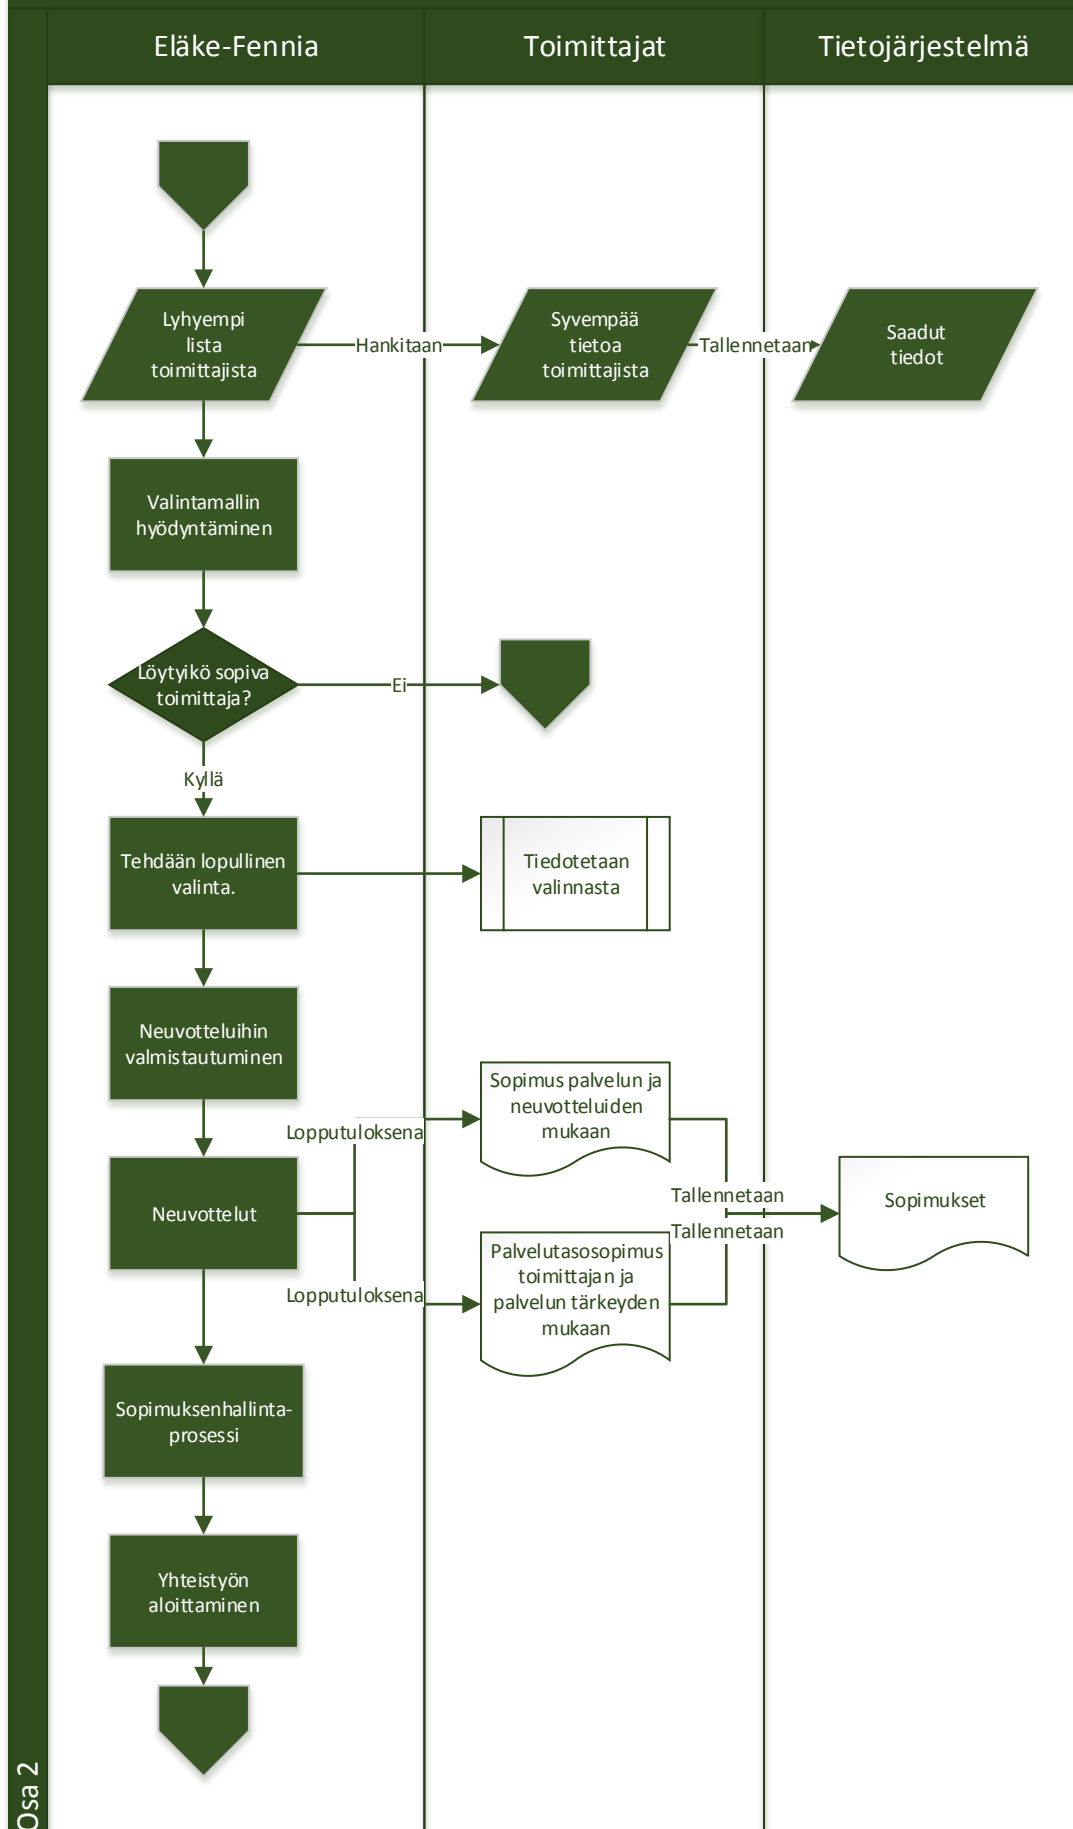 Eläke-Fennia
Toimittajat
Tietojärjestelmä
Lyhyempi
lista
toimittajista
Hankitaan
Syvempää
tietoa
toimittajista
Tallennetaan
Saadut
tiedot
Valintamallin
hyödyntäminen
Löytyikö sopiva
toimittaja?
Ei
Kyllä
Tehdään lopullinen
valinta.
Tiedotetaan
valinnasta
Neuvotteluihin
valmistautuminen
Lopputuloksena
Sopimus palvelun ja
neuvotteluiden
mukaan
Neuvottelut
Tallennetaan
Tallennetaan
Sopimukset
Lopputuloksena
Palvelutasosopimus
toimittajan ja
palvelun tärkeyden
mukaan
Sopimuksenhallinta-
prosessi
Yhteistyön
aloittaminen
Osa 2